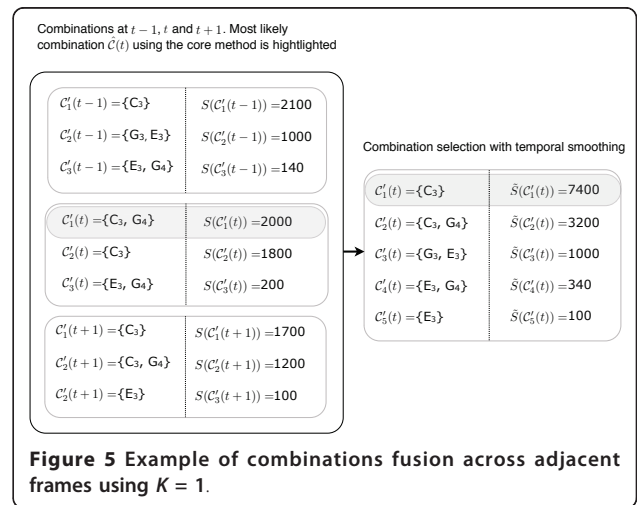 Combinations at t − 1, t and t + 1. Most likely
combination Ĉ(t) using the core method is hightlighted
C′₁(t − 1) ={C₃} S(C′₁(t − 1)) =2100
C′₂(t − 1) ={G₃, E₃} S(C′₂(t − 1)) =1000
C′₃(t − 1) ={E₃, G₄} S(C′₃(t − 1)) =140
C′₁(t) ={C₃, G₄} S(C′₁(t)) =2000
C′₂(t) ={C₃} S(C′₂(t)) =1800
C′₃(t) ={E₃, G₄} S(C′₃(t)) =200
C′₁(t + 1) ={C₃} S(C′₁(t + 1)) =1700
C′₂(t + 1) ={C₃, G₄} S(C′₂(t + 1)) =1200
C′₂(t + 1) ={E₃} S(C′₃(t + 1)) =100
Combination selection with temporal smoothing
C′₁(t) ={C₃} S̃(C′₁(t)) =7400
C′₂(t) ={C₃, G₄} S̃(C′₂(t)) =3200
C′₃(t) ={G₃, E₃} S̃(C′₃(t)) =1000
C′₄(t) ={E₃, G₄} S̃(C′₄(t)) =340
C′₅(t) ={E₃} S̃(C′₅(t)) =100
Figure 5 Example of combinations fusion across adjacent
frames using K = 1.